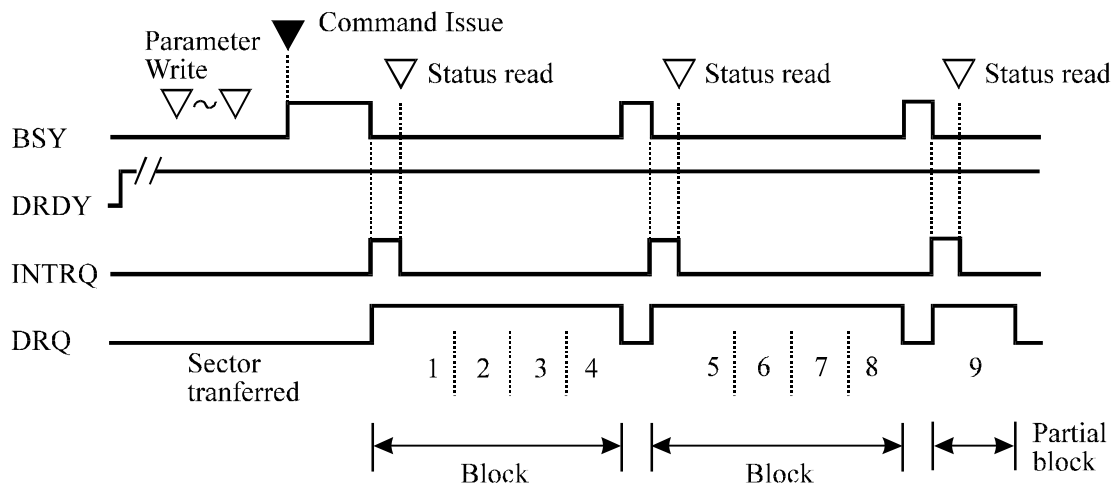 Command Issue
Parameter
Write
Status read
Status read
Status read
BSY
DRDY
INTRQ
DRQ
Sector
tranferred
1 2 3 4 5 6 7 8 9
Block
Block
Partial
block